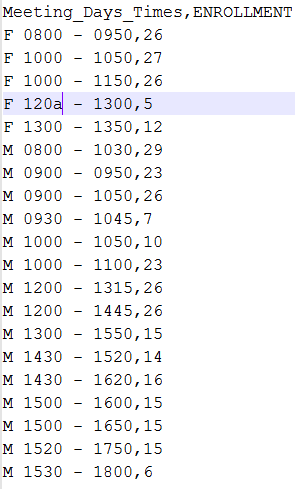 Meeting_Days_Times,ENROLLMENT
F 0800 - 0950,26
F 1000 - 1050,27
F 1000 - 1150,26
F 120a - 1300,5
F 1300 - 1350,12
M 0800 - 1030,29
M 0900 - 0950,23
M 0900 - 1050,26
M 0930 - 1045,7
M 1000 - 1050,10
M 1000 - 1100,23
M 1200 - 1315,26
M 1200 - 1445,26
M 1300 - 1550,15
M 1430 - 1520,14
M 1430 - 1620,16
M 1500 - 1600,15
M 1500 - 1650,15
M 1520 - 1750,15
M 1530 - 1800,6